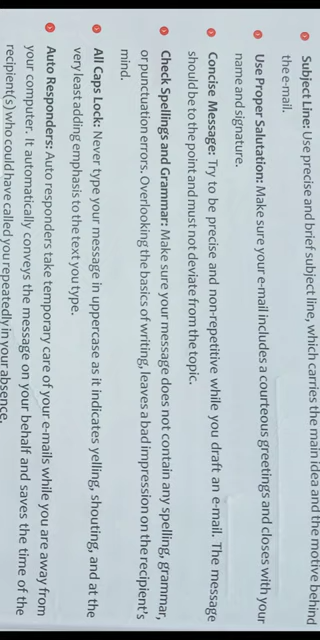 Subject Line: Use precise and brief subject line, which carries the main idea and the motive behind
the e-mail.
Use Proper Salutation: Make sure your e-mail includes a courteous greetings and closes with your
name and signature.
Concise Message: Try to be precise and non-repetitive while you draft an e-mail. The message
should be to the point and must not deviate from the topic.
Check Spellings and Grammar: Make sure your message does not contain any spelling, grammar,
or punctuation errors. Overlooking the basics of writing, leaves a bad impression on the recipient's
mind.
All Caps Lock: Never type your message in uppercase as it indicates yelling, shouting, and at the
very least adding emphasis to the text you type.
Auto Responders: Auto responders take temporary care of your e-mails while you are away from
your computer. It automatically conveys the message on your behalf and saves the time of the
recipient(s) who could have called you repeatedly in your absence.